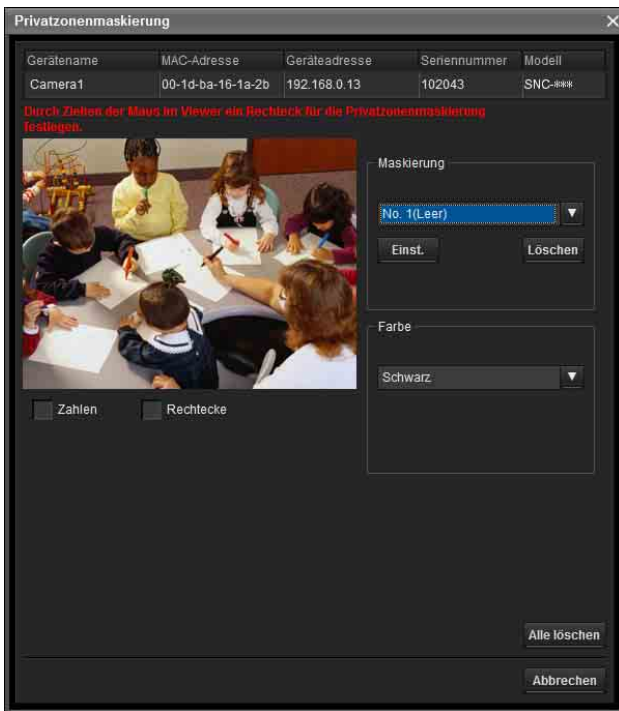 Privatzonenmaskierung
Gerätename MAC-Adresse Geräteadresse Seriennummer Modell
Camera1 00-1d-ba-16-1a-2b 192.168.0.13 102043 SNC-***
Durch Ziehen der Maus im Viewer ein Rechteck für die Privatzonenmaskierung
festlegen.
Maskierung
No. 1(Leer)
Einst. Löschen
Farbe
Schwarz
Zahlen Rechtecke
Alle löschen
Abbrechen